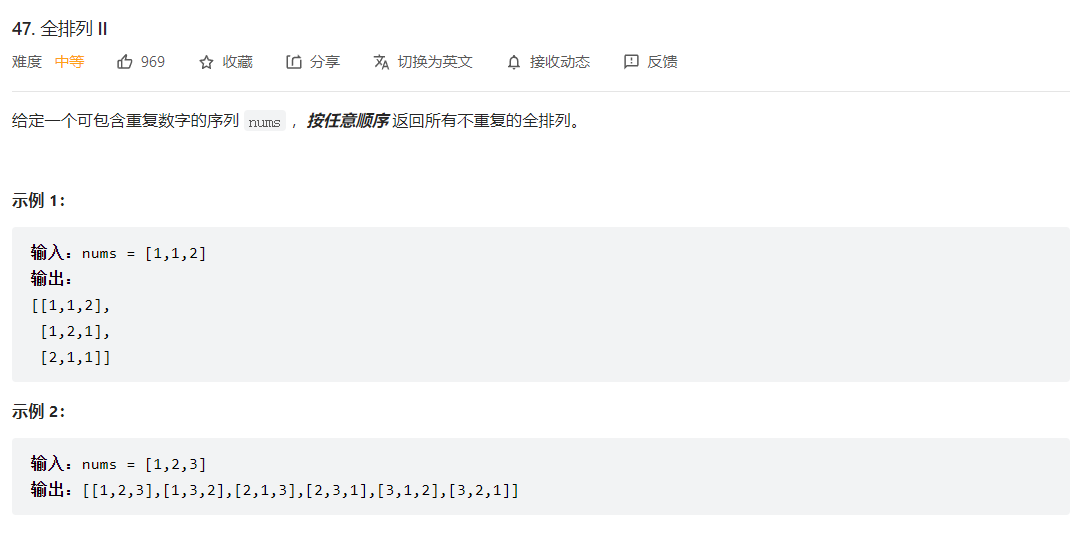 47. 全排列 II
难度 中等 969 收藏 分享 切换为英文 接收动态 反馈
给定一个可包含重复数字的序列 nums ，按任意顺序 返回所有不重复的全排列。
示例 1：
输入：nums = [1,1,2]
输出：
[[1,1,2],
 [1,2,1],
 [2,1,1]]
示例 2：
输入：nums = [1,2,3]
输出：[[1,2,3],[1,3,2],[2,1,3],[2,3,1],[3,1,2],[3,2,1]]